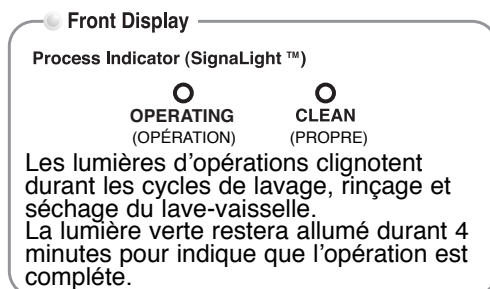 Front Display
Process Indicator (SignaLight ™)
OPERATING CLEAN
(OPÉRATION) (PROPRE)
Les lumières d'opérations clignotent
durant les cycles de lavage, rinçage et
séchage du lave-vaisselle.
La lumière verte restera allumé durant 4
minutes pour indique que l'opération est
compléte.